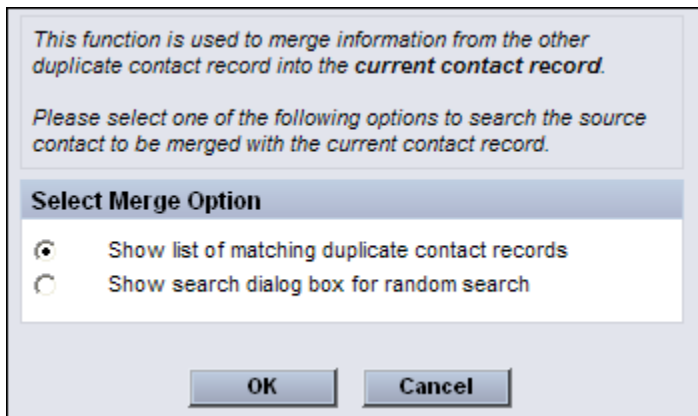 This function is used to merge information from the other
duplicate contact record into the current contact record.
Please select one of the following options to search the source
contact to be merged with the current contact record.
Select Merge Option
Show list of matching duplicate contact records
Show search dialog box for random search
OK Cancel